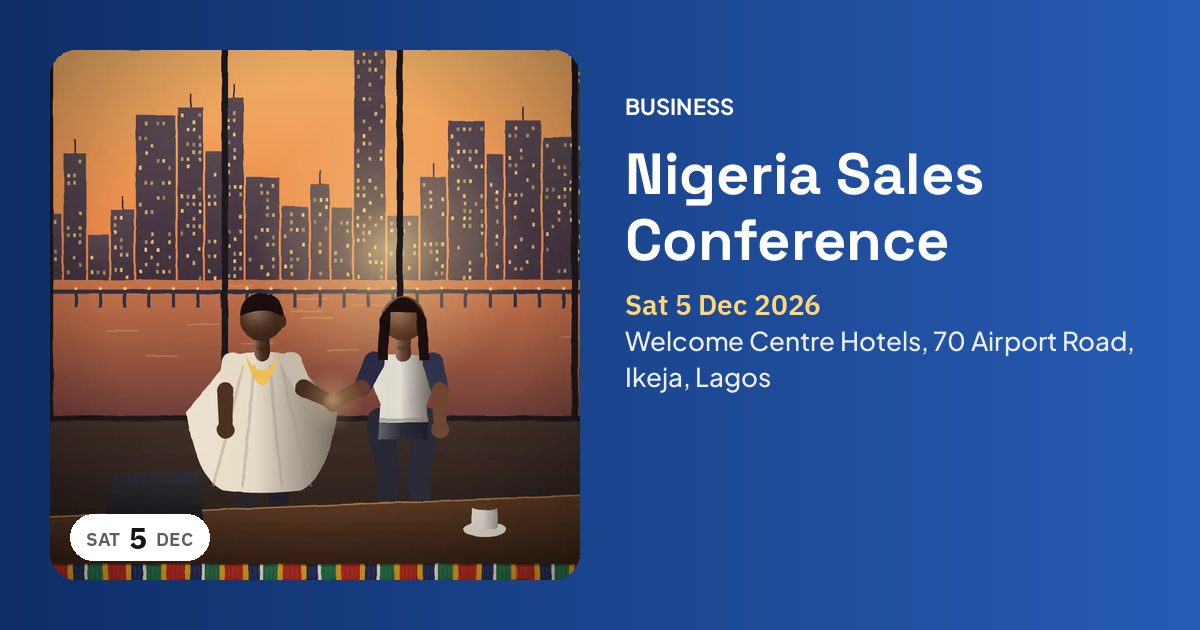 BUSINESS
Nigeria Sales
Conference
Sat 5 Dec 2026
Welcome Centre Hotels, 70 Airport Road,
Ikeja, Lagos
SAT 5 DEC